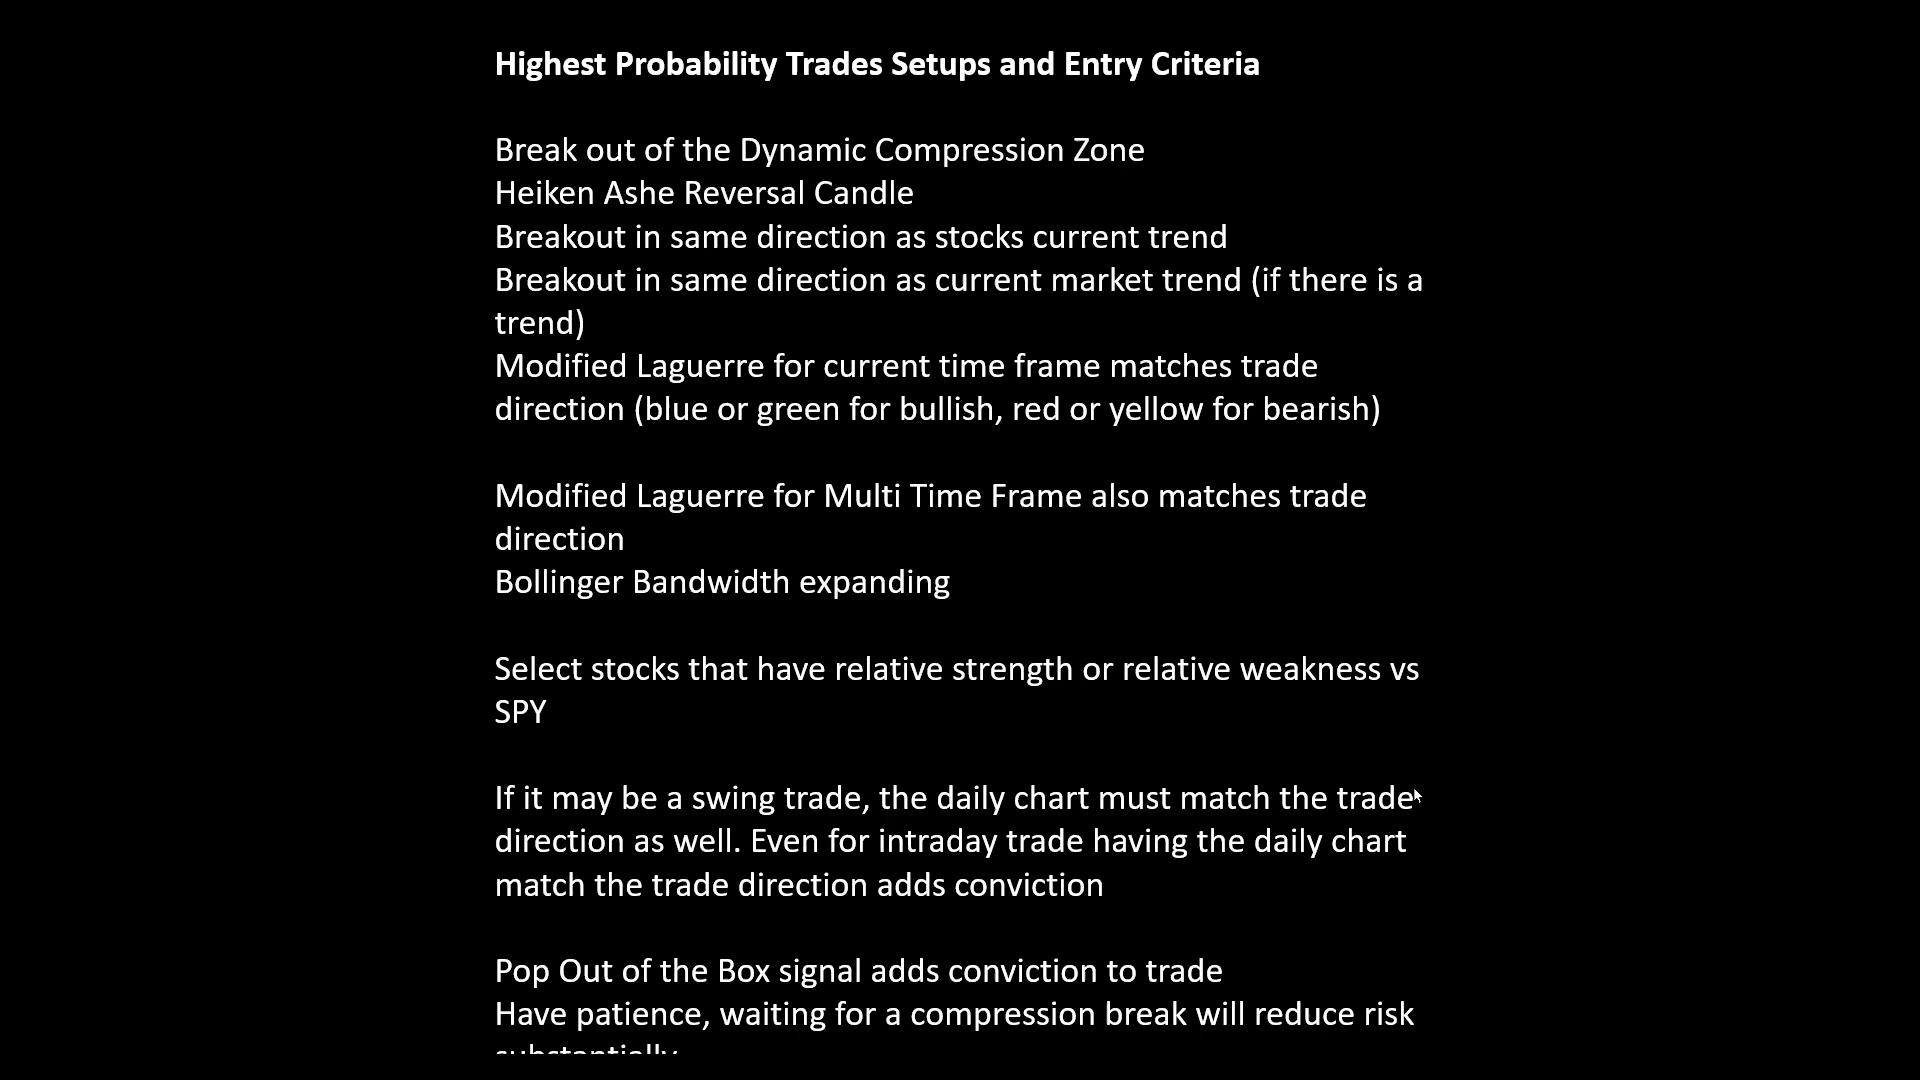 Highest Probability Trades Setups and Entry Criteria
Break out of the Dynamic Compression Zone
Heiken Ashe Reversal Candle
Breakout in same direction as stocks current trend
Breakout in same direction as current market trend (if there is a
trend)
Modified Laguerre for current time frame matches trade
direction (blue or green for bullish, red or yellow for bearish)
Modified Laguerre for Multi Time Frame also matches trade
direction
Bollinger Bandwidth expanding
Select stocks that have relative strength or relative weakness vs
SPY
If it may be a swing trade, the daily chart must match the trade
direction as well. Even for intraday trade having the daily chart
match the trade direction adds conviction
Pop Out of the Box signal adds conviction to trade
Have patience, waiting for a compression break will reduce risk
substantially